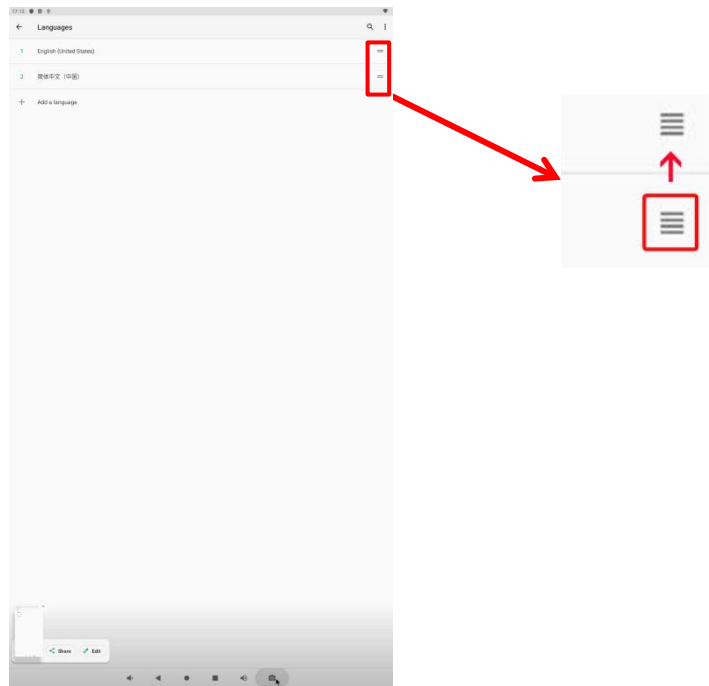 17:12
Languages
1 English (United States)
2 简体中文（中国）
+ Add a language
Share Edit